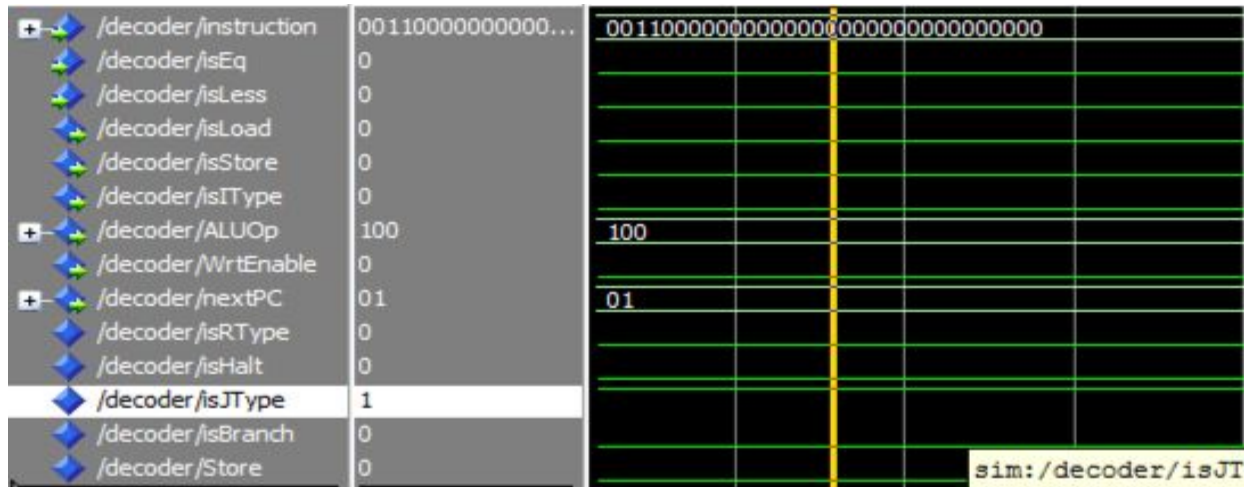 /decoder/instruction 00110000000000... 00110000000000000000000000000000
/decoder/isEq 0
/decoder/isLess 0
/decoder/isLoad 0
/decoder/isStore 0
/decoder/isIType 0
/decoder/ALUOp 100 100
/decoder/WrtEnable 0
/decoder/nextPC 01 01
/decoder/isRType 0
/decoder/isHalt 0
/decoder/isJType 1
/decoder/isBranch 0
/decoder/Store 0
sim:/decoder/isJT